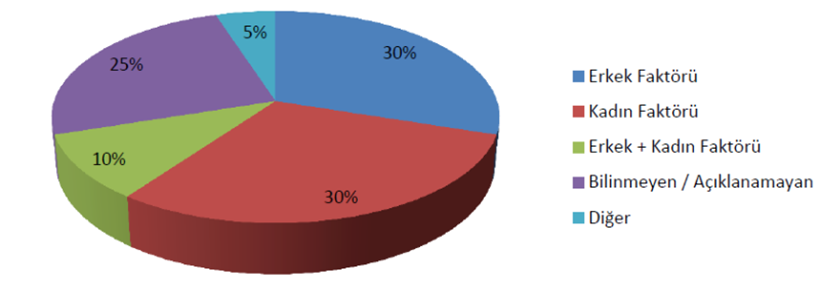 5%
30%
25%
10%
30%
Erkek Faktörü
Kadın Faktörü
Erkek + Kadın Faktörü
Bilinmeyen / Açıklanamayan
Diğer